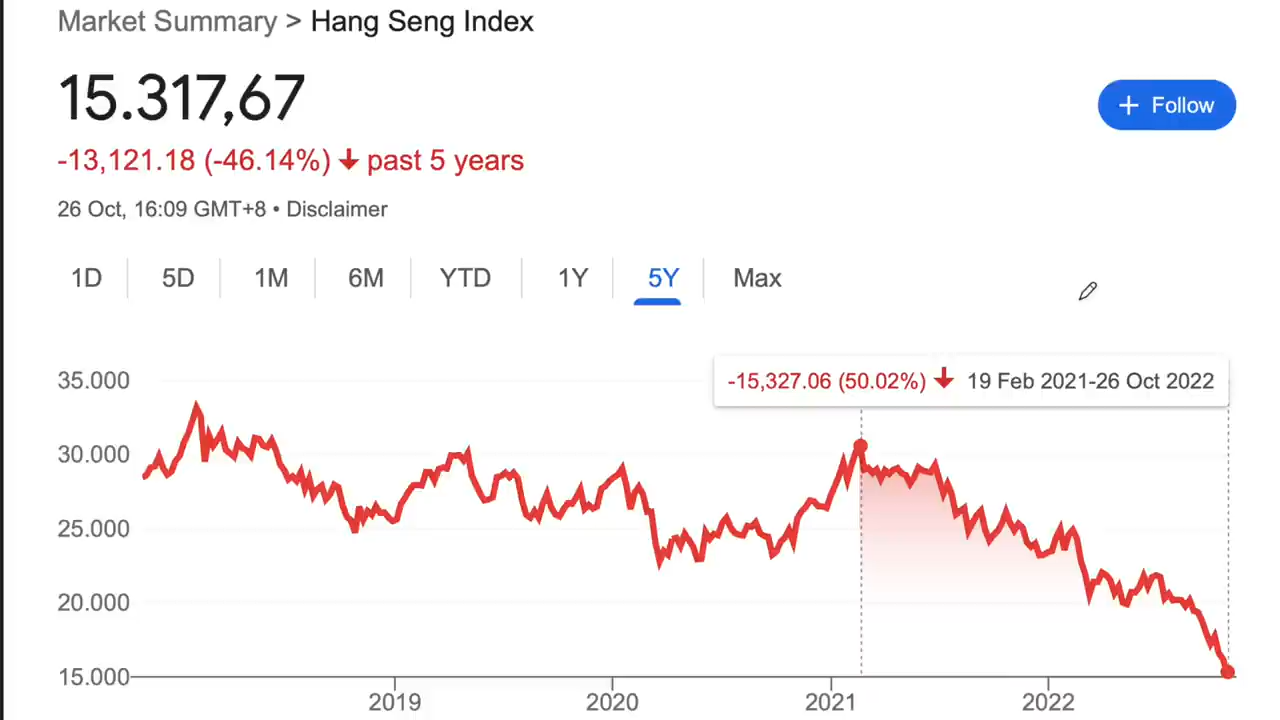 Market Summary > Hang Seng Index
15.317,67
+ Follow
-13,121.18 (-46.14%) ↓ past 5 years
26 Oct, 16:09 GMT+8 • Disclaimer
1D 5D 1M 6M YTD 1Y 5Y Max
-15,327.06 (50.02%) ↓ 19 Feb 2021-26 Oct 2022
35.000
30.000
25.000
20.000
15.000
2019 2020 2021 2022